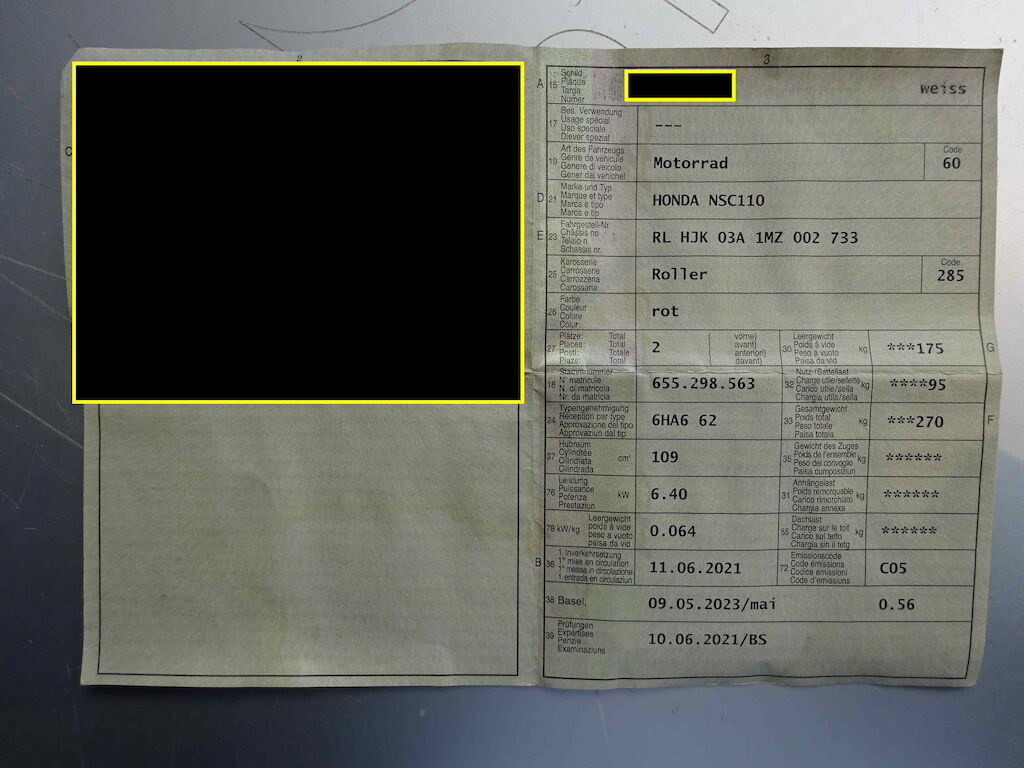 2
3
A 15 Schild
Plaque
Targa
Numer
weiss
17 Bes. Verwendung
Usage spécial
Uso speciale
Diever spezial
---
C
19 Art des Fahrzeugs
Genre de véhicule
Genere di veicolo
Gener dal vehichel
Motorrad
Code
60
D 21 Marke und Typ
Marque et type
Marca e tipo
Marca e tip
HONDA NSC110
E 23 Fahrgestell-Nr.
Châssis no
Telaio n.
Schassis nr.
RL HJK 03A 1MZ 002 733
25 Karosserie
Carrosserie
Carrozzeria
Carossaria
Roller
Code
285
26 Farbe
Couleur
Colore
Colur
rot
27 Plätze: Total
Places: Total
Posti: Totale
Plazs: Total
2
( vorne)
( avant)
( anteriori)
( davant)
30 Leergewicht
Poids à vide
Peso a vuoto
Paisa da vid
kg
***175
G
18 Stammnummer
N° matricule
N. di matricola
Nr. da matricla
655.298.563
32 Nutz-/Sattellast
Charge utile/sellette
Carico utile/sella
Chargia utila/sella
kg
****95
24 Typengenehmigung
Réception par type
Approvazione del tipo
Approvaziun dal tip
6HA6 62
33 Gesamtgewicht
Poids total
Peso totale
Paisa totala
kg
***270
F
37 Hubraum
Cylindrée
Cilindrata
Cilindrada
cm³
109
35 Gewicht des Zuges
Poids de l'ensemble
Peso del convoglio
Paisa cumposiziun
kg
******
76 Leistung
Puissance
Potenza
Prestaziun
kW
6.40
31 Anhängelast
Poids remorquable
Carico rimorchiato
Chargia annexa
kg
******
78 kW/kg Leergewicht
poids à vide
peso a vuoto
paisa da vid
0.064
55 Dachlast
Charge sur le toit
Carico sul tetto
Chargia sin il tetg
kg
******
B 36 1. Inverkehrsetzung
1re mise en circulation
1a messa in circolazione
1. entrada en circulaziun
11.06.2021
72 Emissionscode
Code émissions
Codice emissioni
Code d'emissiuns
C05
38 Basel,
09.05.2023/mai
0.56
39 Prüfungen
Expertises
Perizie
Examinaziuns
10.06.2021/BS